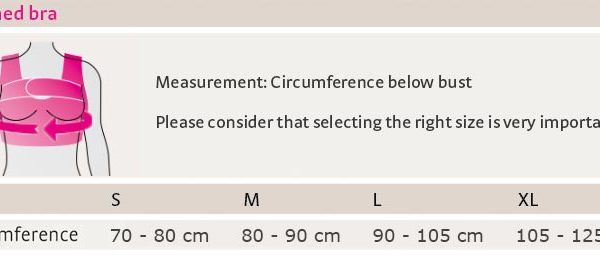 ned bra
Measurement: Circumference below bust
Please consider that selecting the right size is very importa
S M L XL
mference 70 - 80 cm 80 - 90 cm 90 - 105 cm 105 - 125